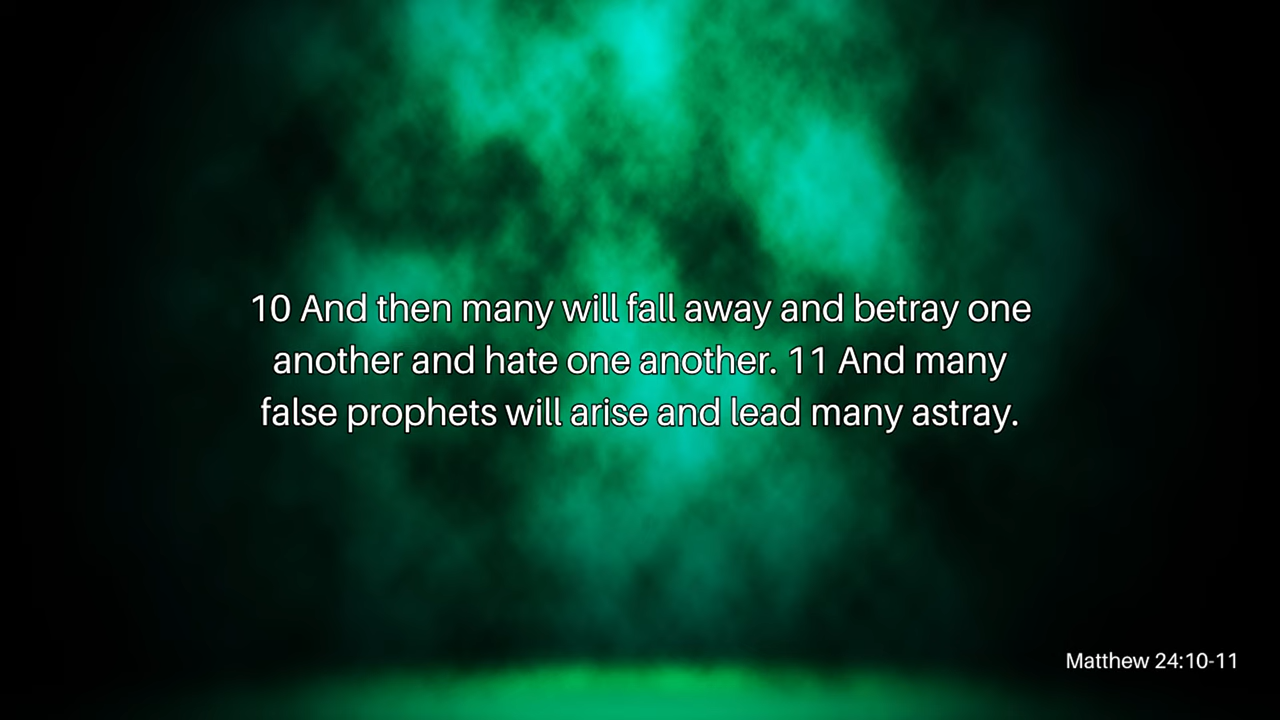 10 And then many will fall away and betray one
another and hate one another. 11 And many
false prophets will arise and lead many astray.
Matthew 24:10-11